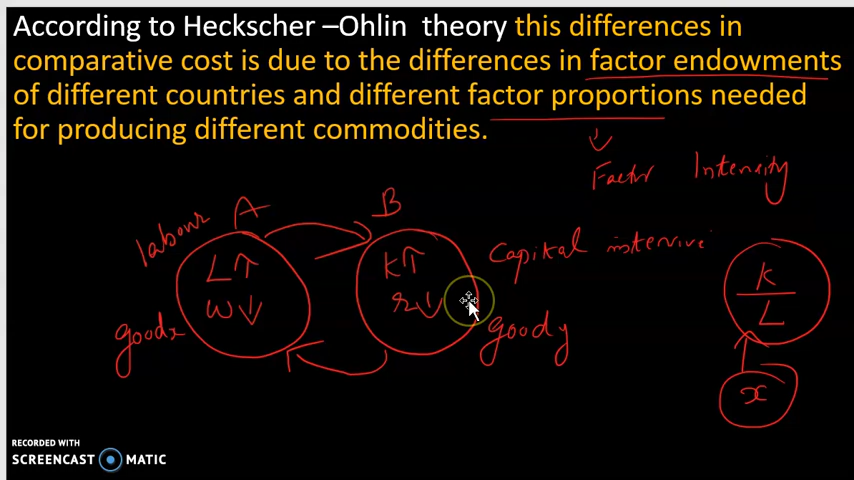 According to Heckscher –Ohlin theory this differences in
comparative cost is due to the differences in factor endowments
of different countries and different factor proportions needed
for producing different commodities.
Factor Intensity
A
B
labour
L↑
w↓
K↑
r↓
Capital intensive
K
L
good x
good y
x
RECORDED WITH
SCREENCAST MATIC